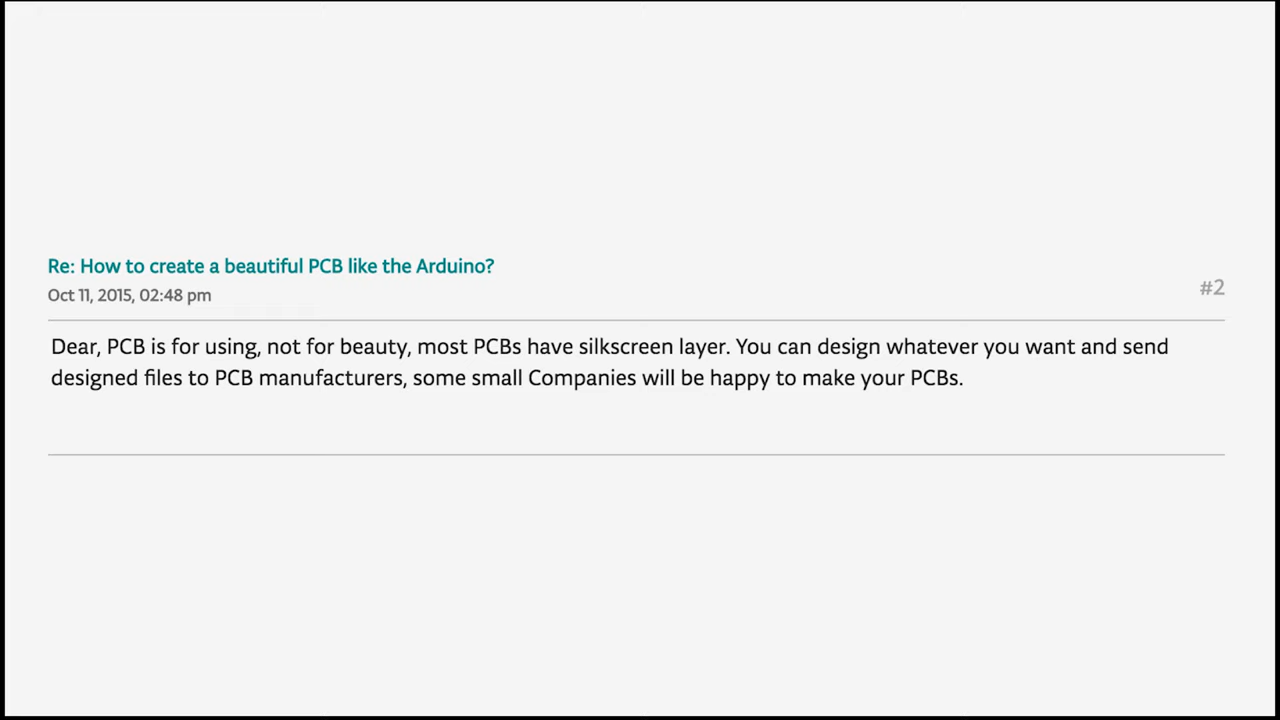 Re: How to create a beautiful PCB like the Arduino?
Oct 11, 2015, 02:48 pm
#2
Dear, PCB is for using, not for beauty, most PCBs have silkscreen layer. You can design whatever you want and send
designed files to PCB manufacturers, some small Companies will be happy to make your PCBs.